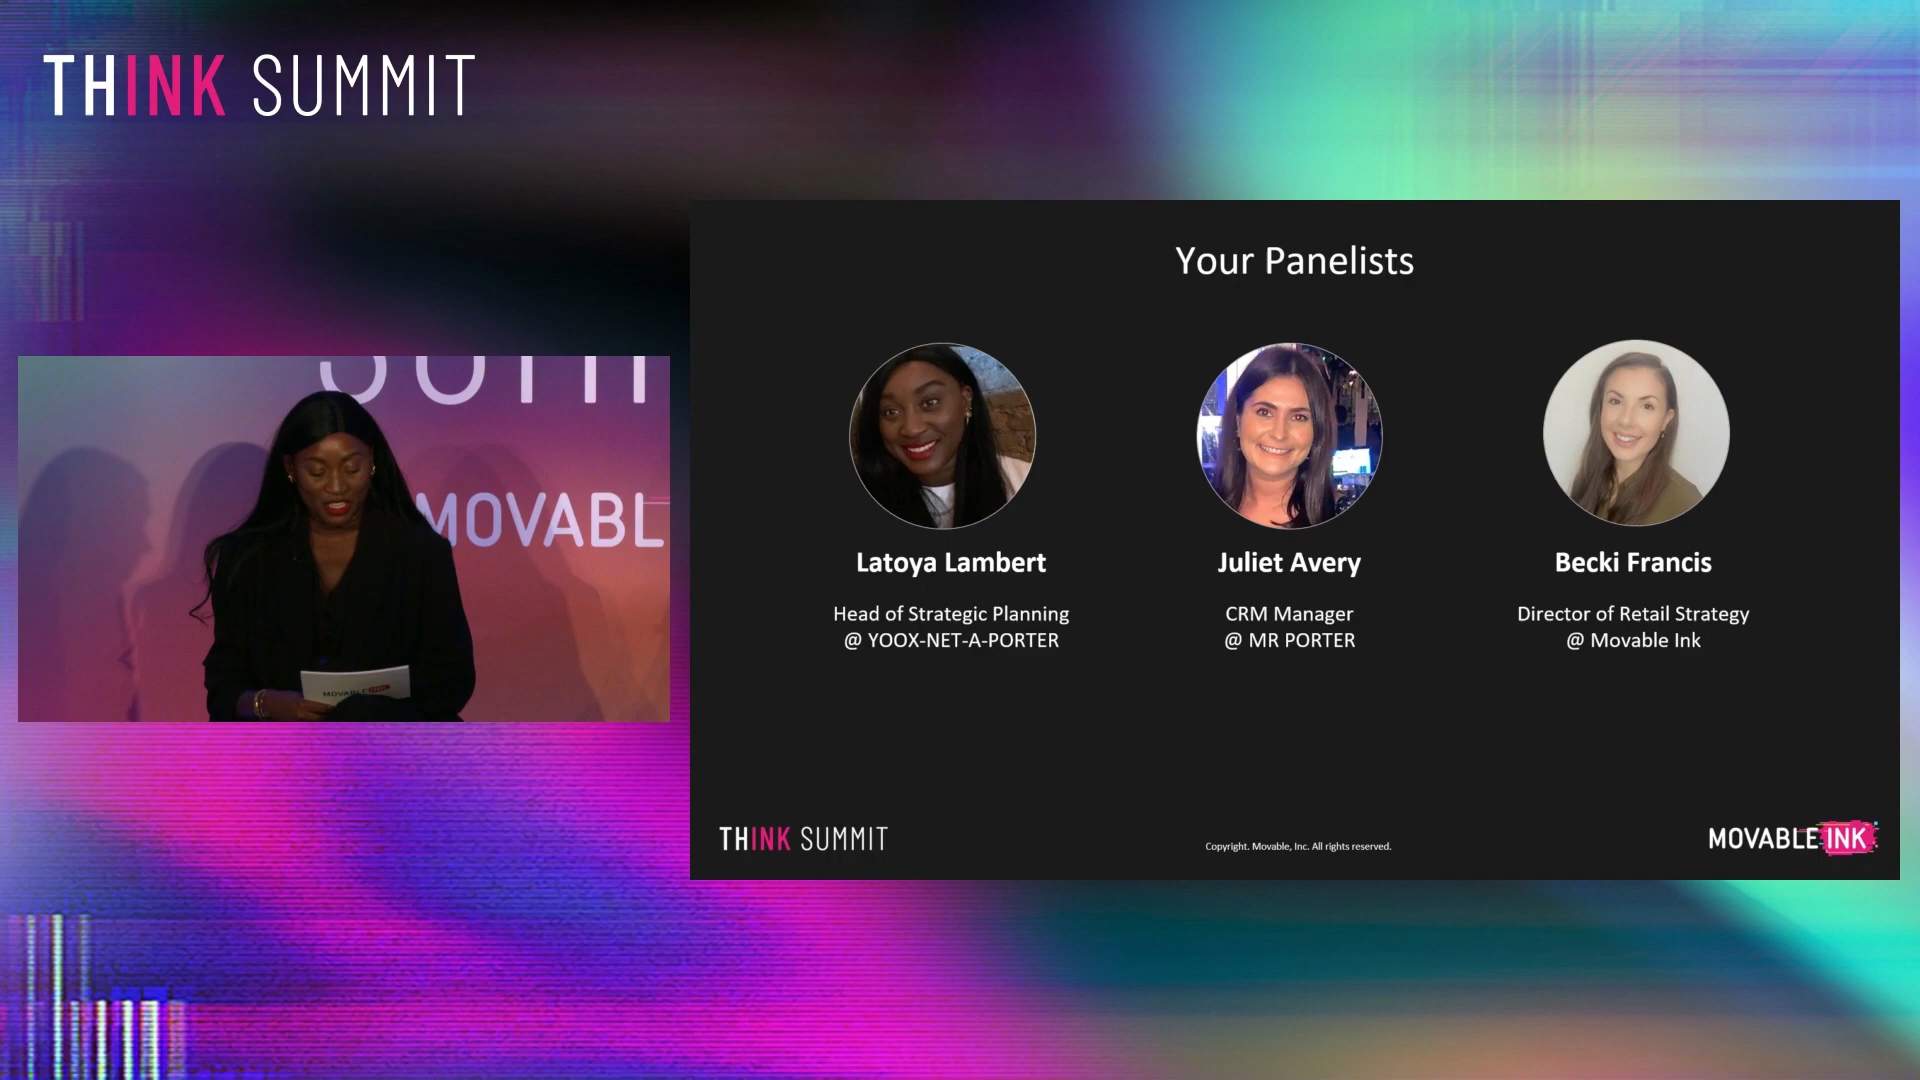 THINK SUMMIT
Your Panelists
MOVABL
Latoya Lambert
Juliet Avery
Becki Francis
Head of Strategic Planning
@ YOOX-NET-A-PORTER
CRM Manager
@ MR PORTER
Director of Retail Strategy
@ Movable Ink
MOVABLE INK
THINK SUMMIT
Copyright. Movable, Inc. All rights reserved.
MOVABLE INK